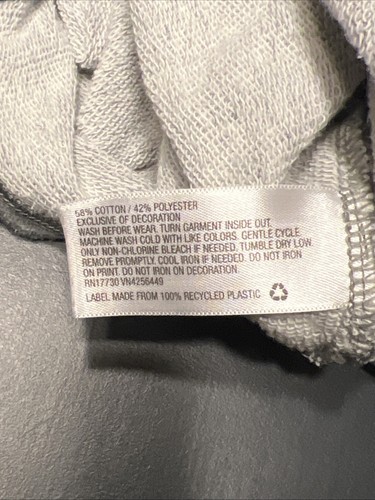 58% COTTON / 42% POLYESTER
EXCLUSIVE OF DECORATION
WASH BEFORE WEAR. TURN GARMENT INSIDE OUT.
MACHINE WASH COLD WITH LIKE COLORS. GENTLE CYCLE.
ONLY NON-CHLORINE BLEACH IF NEEDED. TUMBLE DRY LOW.
REMOVE PROMPTLY. COOL IRON IF NEEDED. DO NOT IRON
ON PRINT. DO NOT IRON ON DECORATION.
RN17730 VN4256449
LABEL MADE FROM 100% RECYCLED PLASTIC